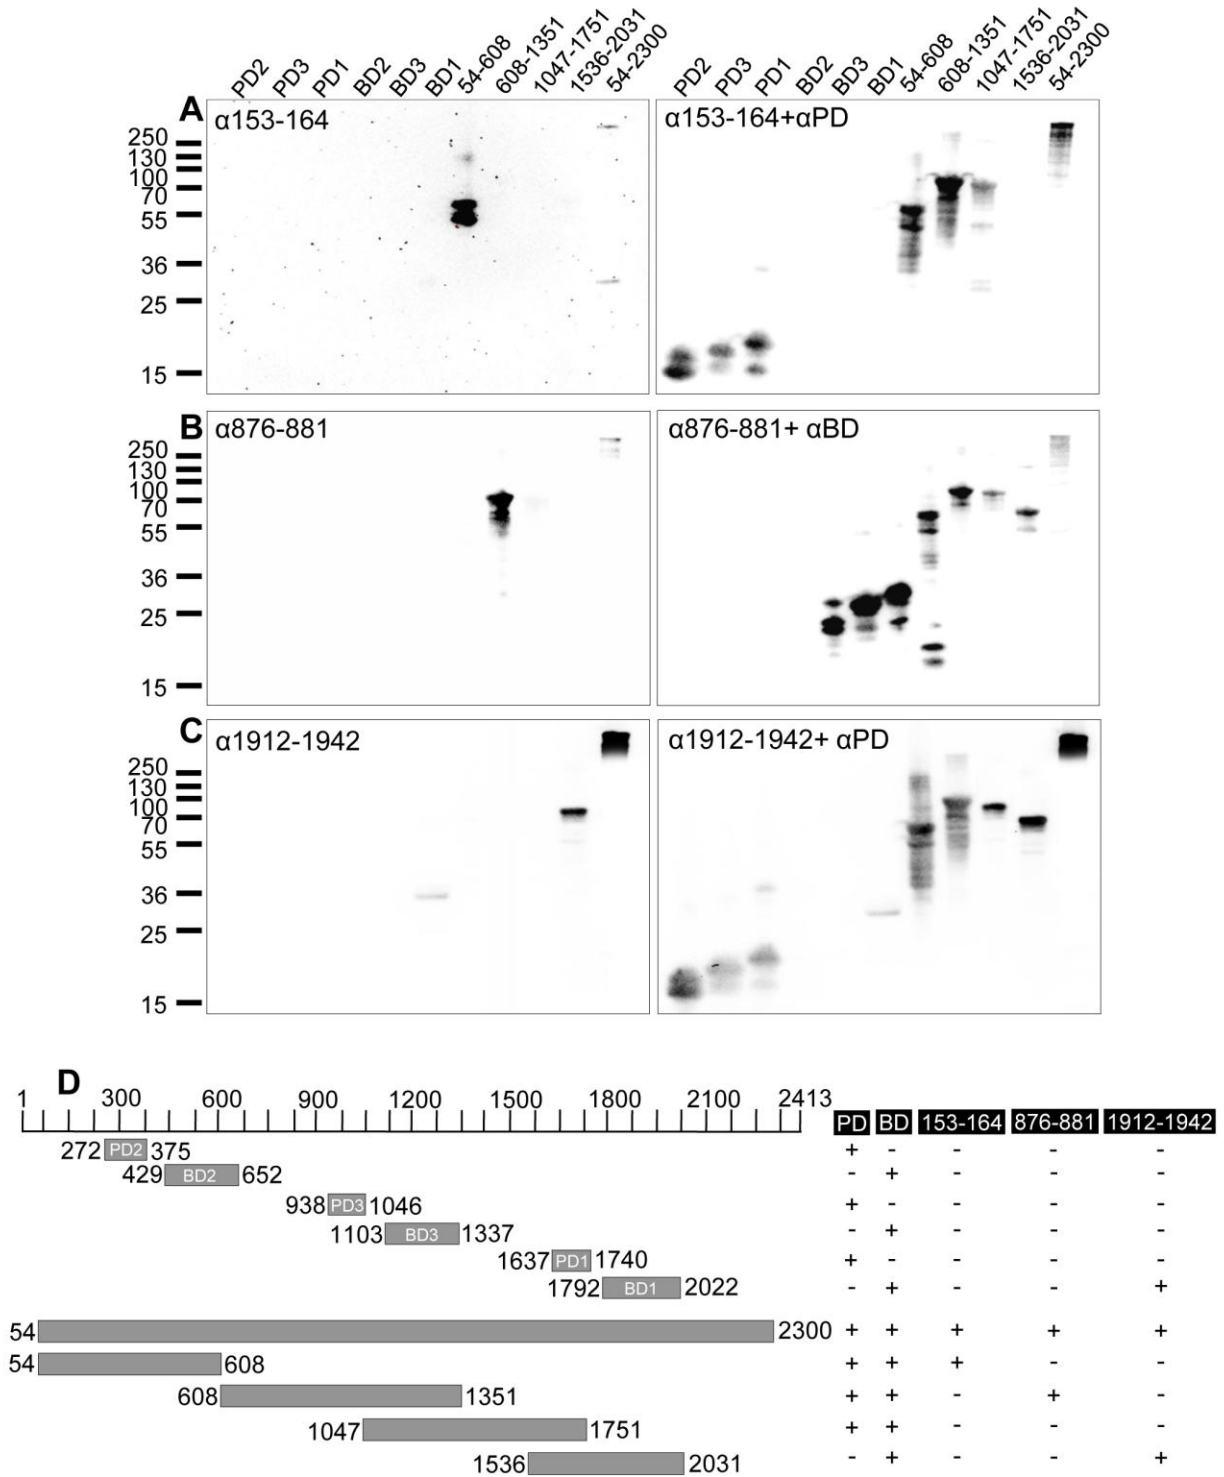 PD2 PD3 PD1 BD2 BD3 BD1 54-608 608-1351 1047-1751 1536-2031 54-2300 PD2 PD3 PD1 BD2 BD3 BD1 54-608 608-1351 1047-1751 1536-2031 54-2300
A α153-164 α153-164+αPD
250
130
100
70
55
36
25
15
B α876-881 α876-881+ αBD
250
130
100
70
55
36
25
15
C α1912-1942 α1912-1942+ αPD
250
130
100
70
55
36
25
15
D
1 300 600 900 1200 1500 1800 2100 2413
PD BD 153-164 876-881 1912-1942
272 PD2 375 + - - - -
429 BD2 652 - + - - -
938 PD3 1046 + - - - -
1103 BD3 1337 - + - - -
1637 PD1 1740 + - - - -
1792 BD1 2022 - + - - +
54 2300 + + + + +
54 608 + + + - -
608 1351 + + - + -
1047 1751 + + - - -
1536 2031 - + - - +